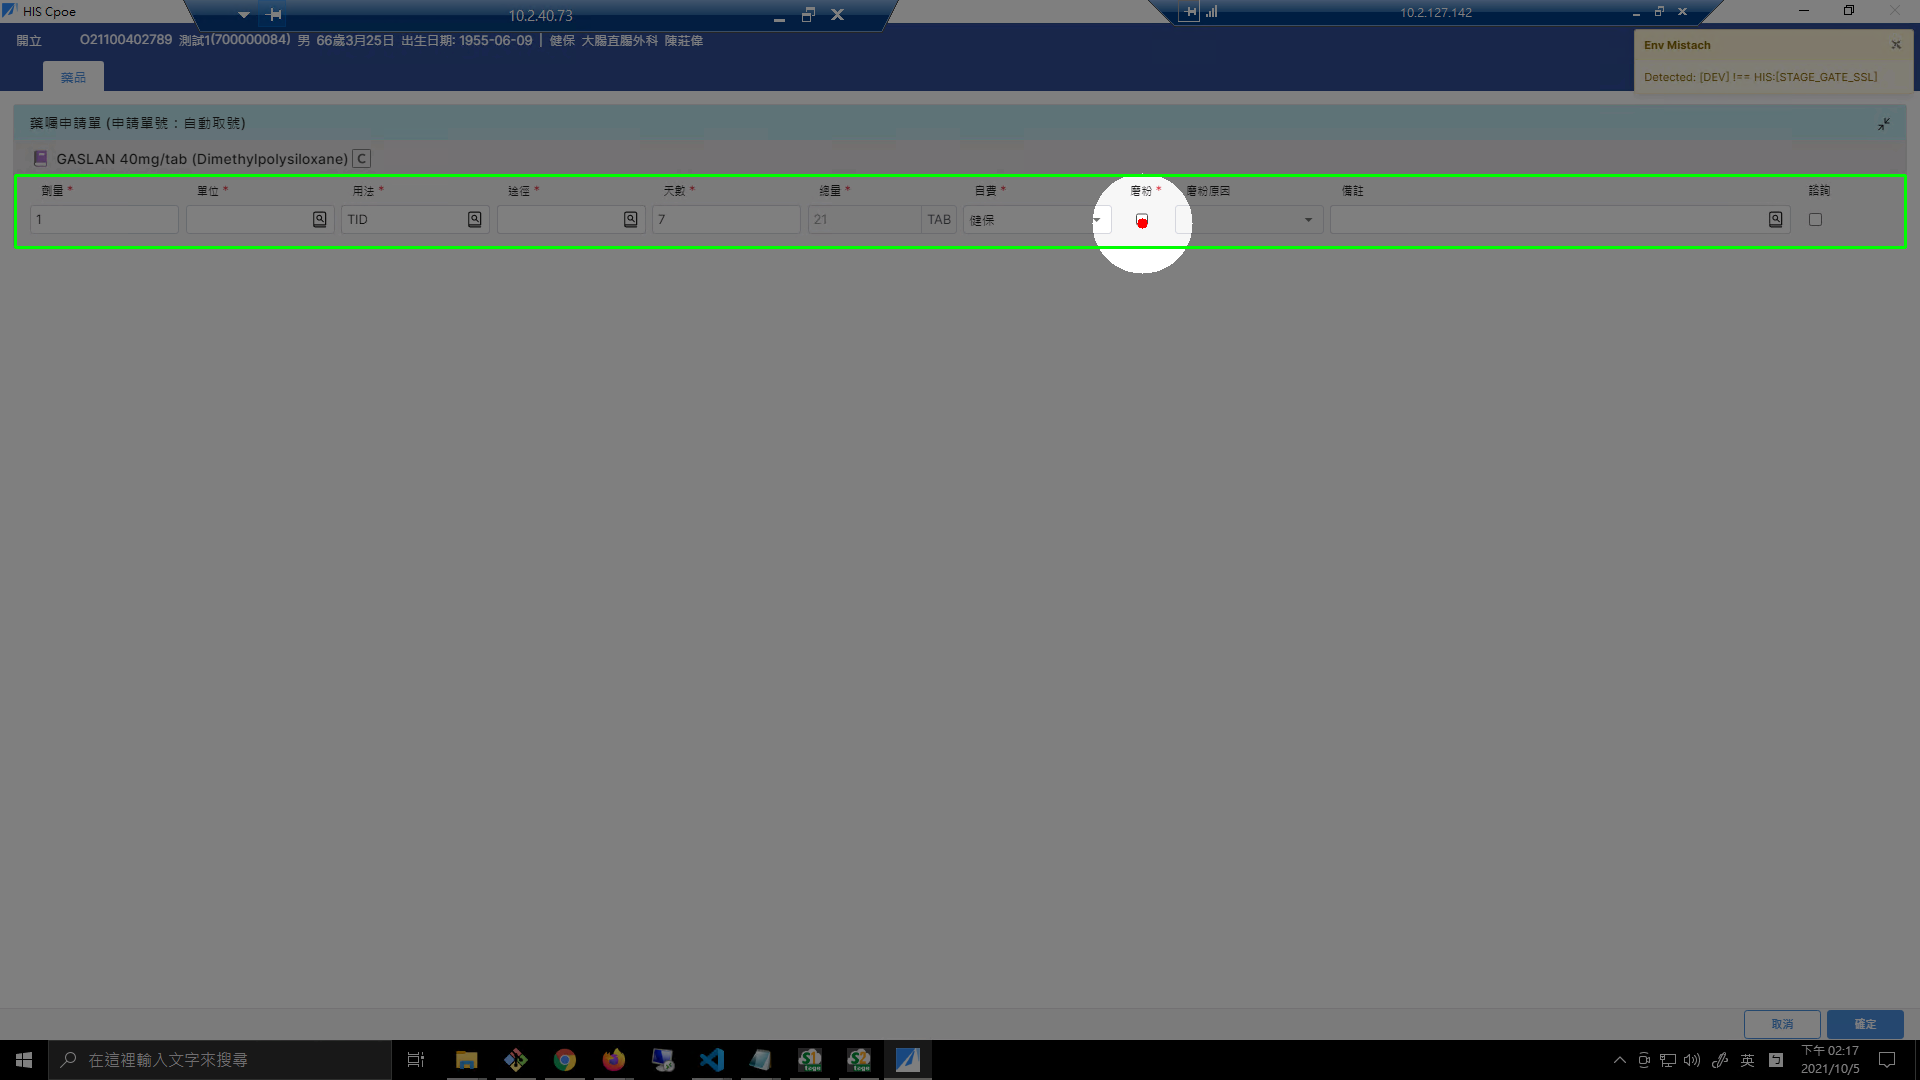 HIS Cpoe
10.2.40.73
10.2.127.142
開立
O21100402789 測試1(700000084) 男 66歲3月25日 出生日期: 1955-06-09 | 健保 大腸直腸外科 陳莊偉
Env Mistach
Detected: [DEV] !== HIS:[STAGE_GATE_SSL]
藥品
藥囑申請單 (申請單號：自動取號)
GASLAN 40mg/tab (Dimethylpolysiloxane) C
劑量 * 單位 * 用法 * 途徑 * 天數 * 總量 * 自費 * 磨粉 * 磨粉原因 備註 諮詢
1 TID 7 21 TAB 健保
取消 確定
在這裡輸入文字來搜尋
S1 toga
S2 toga
英
下午 02:17
2021/10/5